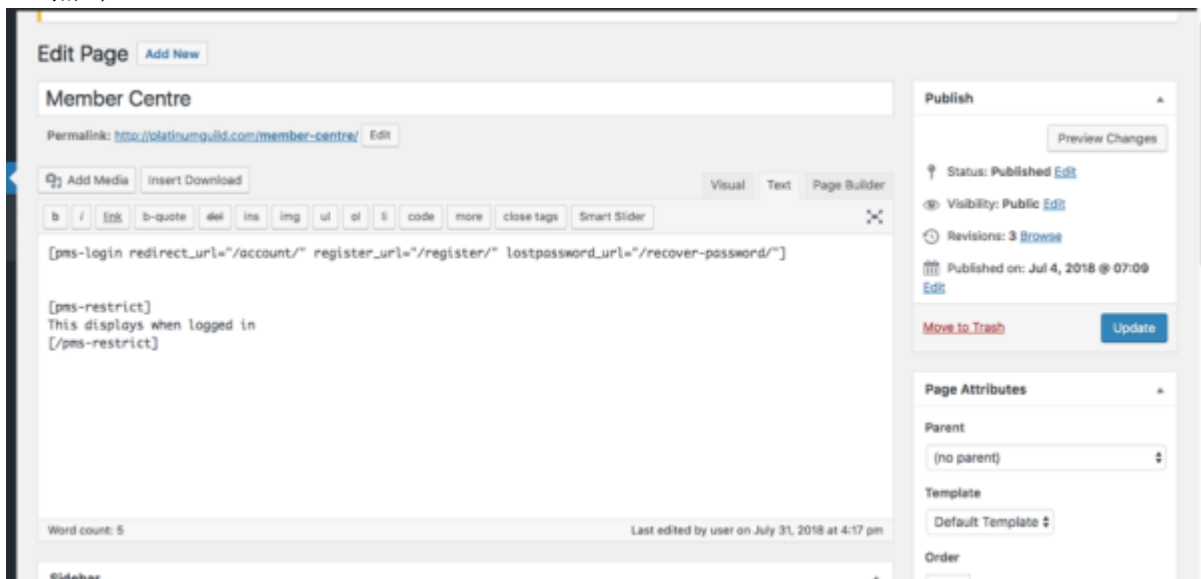 Edit Page Add New
Member Centre
Permalink: http://platinumguild.com/member-centre/ Edit
Add Media Insert Download
Visual Text Page Builder
b i link b-quote del ins img ul ol li code more close tags Smart Slider
[pms-login redirect_url="/account/" register_url="/register/" lostpassword_url="/recover-password/"]
[pms-restrict]
This displays when logged in
[/pms-restrict]
Word count: 5 Last edited by user on July 31, 2018 at 4:17 pm
Sidebar
Publish
Preview Changes
Status: Published Edit
Visibility: Public Edit
Revisions: 3 Browse
Published on: Jul 4, 2018 @ 07:09
Edit
Move to Trash Update
Page Attributes
Parent
(no parent)
Template
Default Template
Order